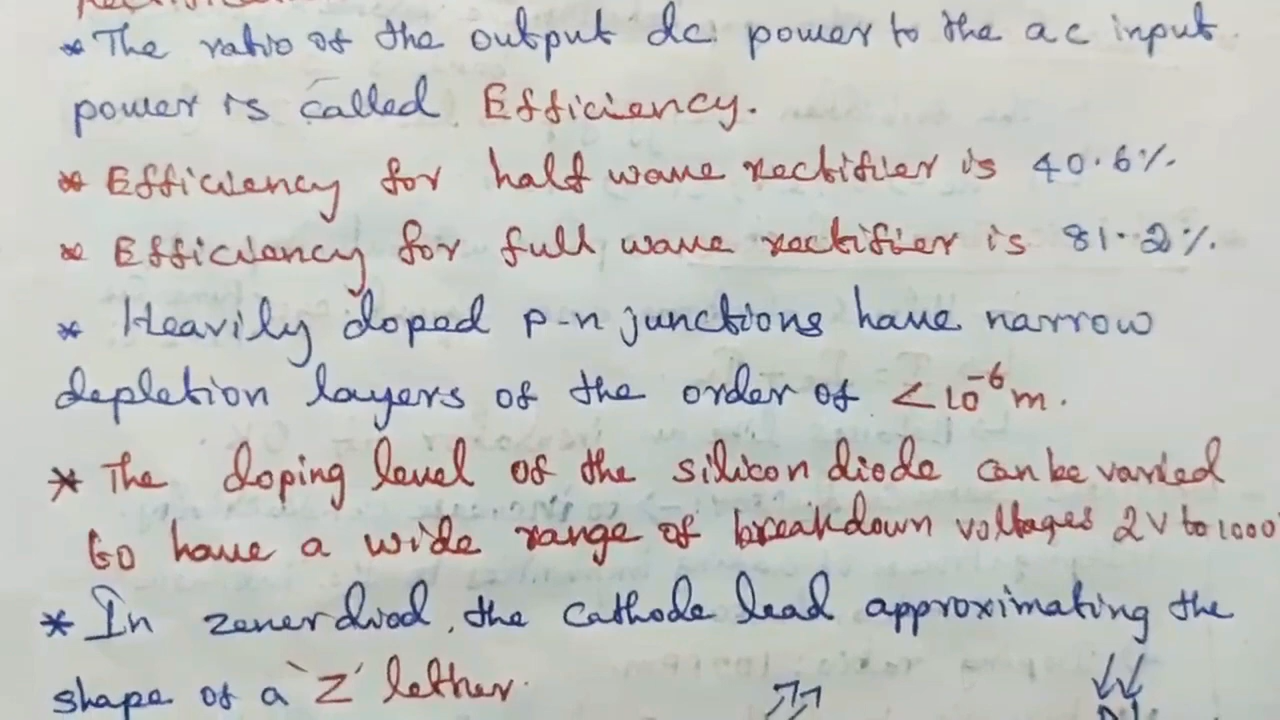 * The ratio of the output dc power to the ac input
power is called Efficiency.
* Efficiency for half wave rectifier is 40.6%
* Efficiency for full wave rectifier is 81.2%.
* Heavily doped p-n junctions have narrow
depletion layers of the order of <10⁻⁶m.
* The doping level of the silicon diode can be varied
to have a wide range of breakdown voltages 2V to 1000
* In zener diod, the cathode lead approximating the
shape of a 'Z' lether.